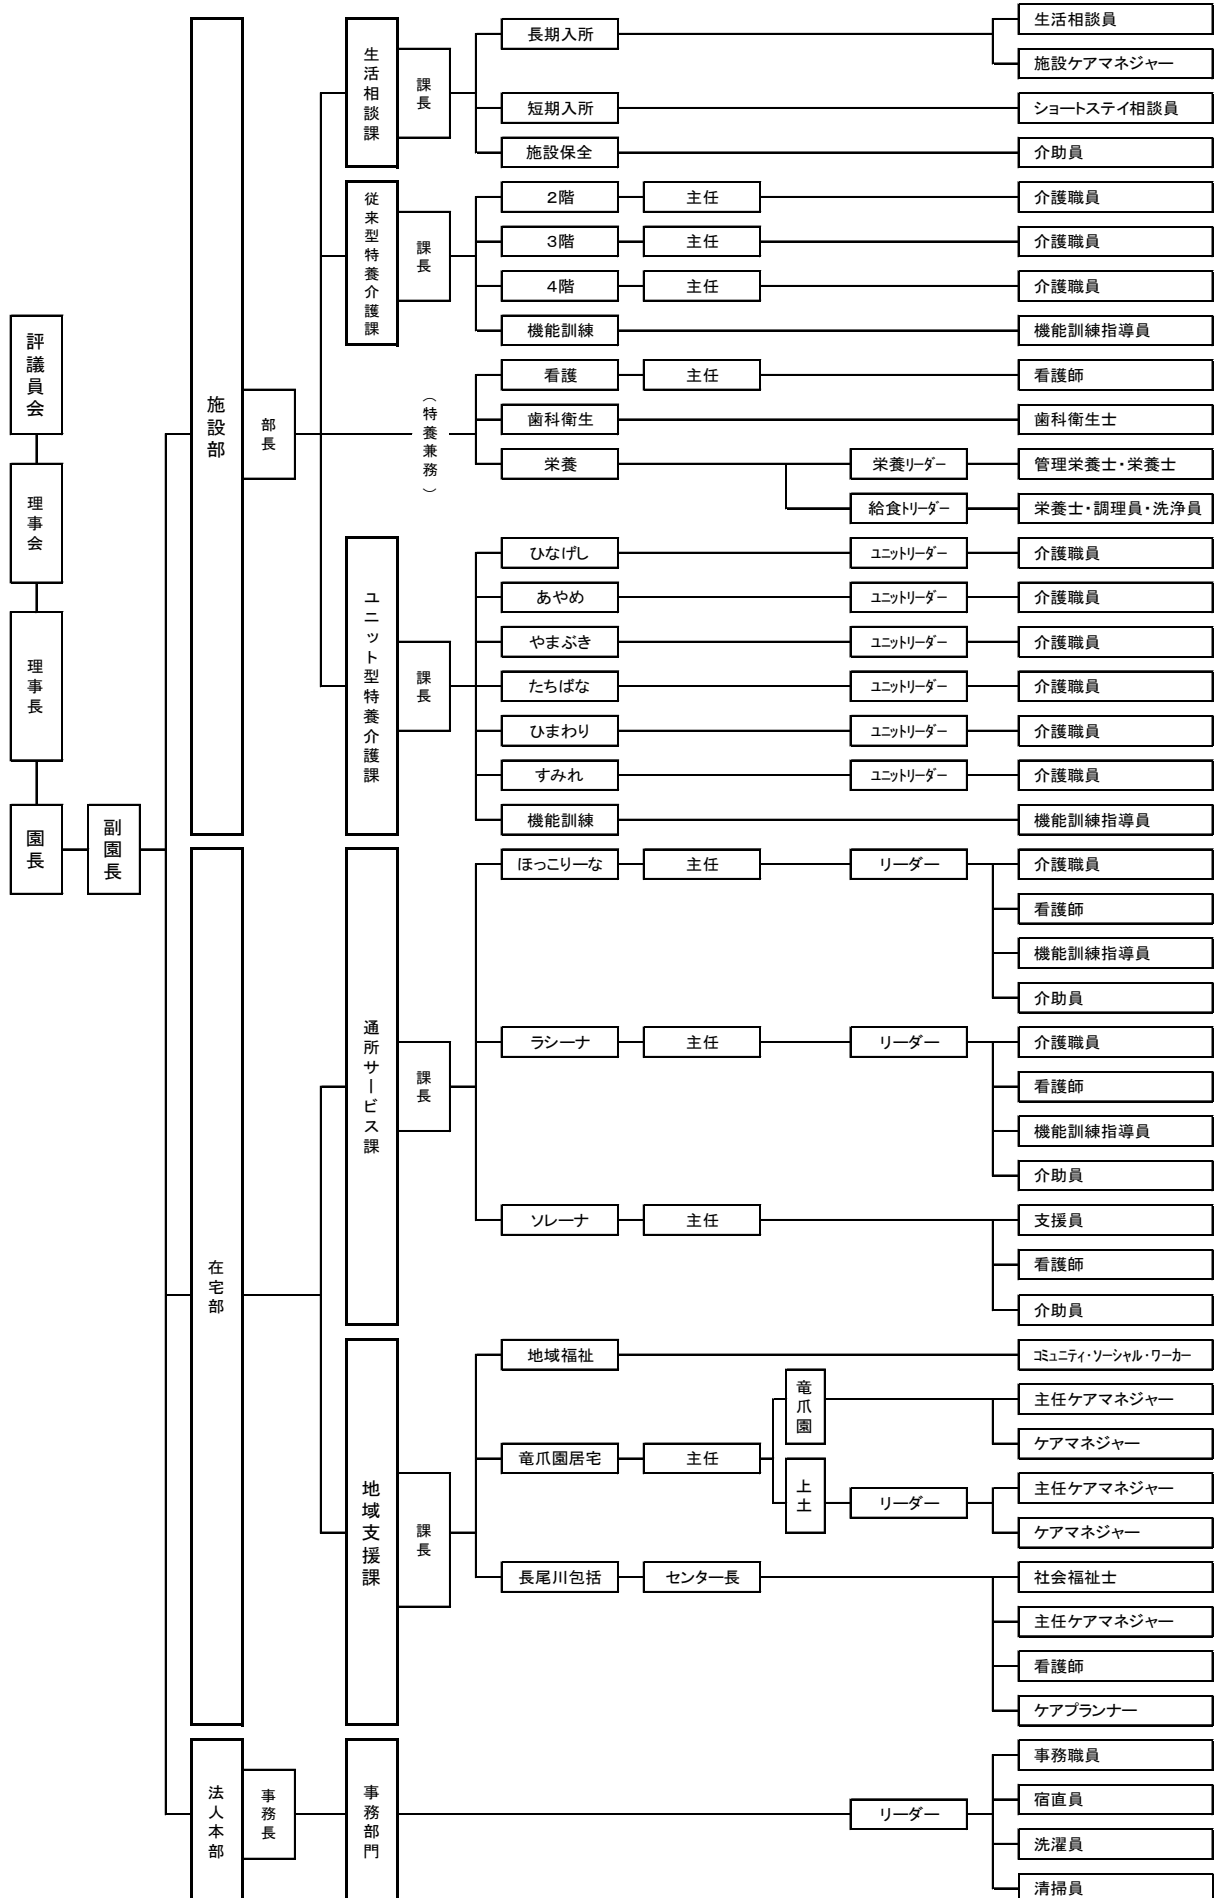 評議員会
理事会
理事長
園長
副園長
施設部
部長
生活相談課
課長
長期入所
生活相談員
施設ケアマネジャー
短期入所
ショートステイ相談員
施設保全
介助員
従来型特養介護課
課長
2階
主任
介護職員
3階
主任
介護職員
4階
主任
介護職員
機能訓練
機能訓練指導員
（特養兼務）
看護
主任
看護師
歯科衛生
歯科衛生士
栄養
栄養リーダー
管理栄養士・栄養士
給食トリーダー
栄養士・調理員・洗浄員
ユニット型特養介護課
課長
ひなげし
ユニットリーダー
介護職員
あやめ
ユニットリーダー
介護職員
やまぶき
ユニットリーダー
介護職員
たちばな
ユニットリーダー
介護職員
ひまわり
ユニットリーダー
介護職員
すみれ
ユニットリーダー
介護職員
機能訓練
機能訓練指導員
在宅部
通所サービス課
課長
ほっこりーな
主任
リーダー
介護職員
看護師
機能訓練指導員
介助員
ラシーナ
主任
リーダー
介護職員
看護師
機能訓練指導員
介助員
ソレーナ
主任
支援員
看護師
介助員
地域支援課
課長
地域福祉
コミュニティ・ソーシャル・ワーカー
竜爪園居宅
主任
竜爪園
主任ケアマネジャー
ケアマネジャー
上土
リーダー
主任ケアマネジャー
ケアマネジャー
長尾川包括
センター長
社会福祉士
主任ケアマネジャー
看護師
ケアプランナー
法人本部
事務長
事務部門
リーダー
事務職員
宿直員
洗濯員
清掃員